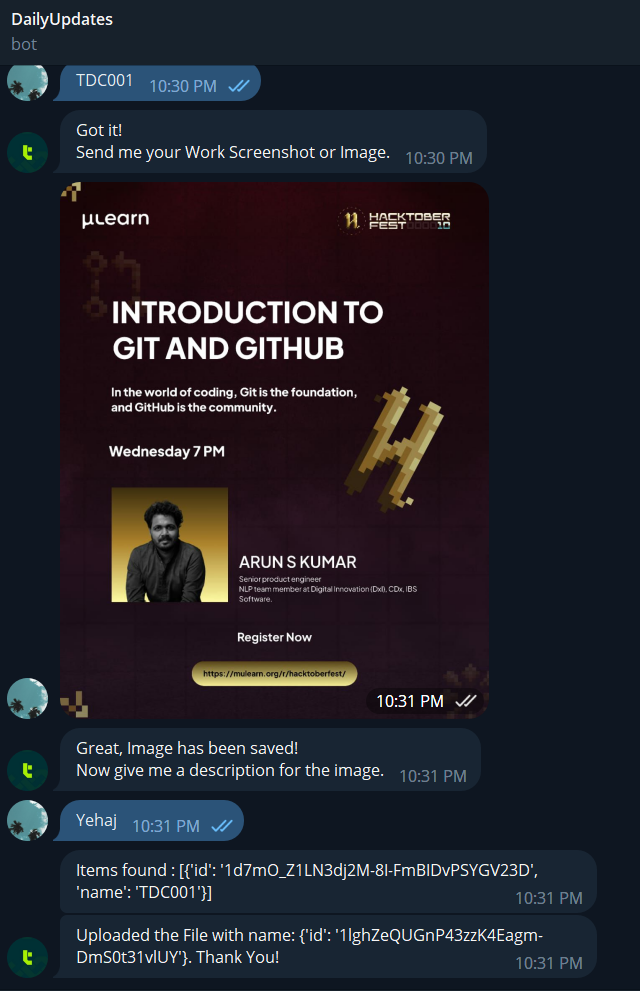 DailyUpdates
bot
TDC001 10:30 PM
Got it!
Send me your Work Screenshot or Image. 10:30 PM
µLearn
HACKTOBER
FEST 10
INTRODUCTION TO
GIT AND GITHUB
In the world of coding, Git is the foundation,
and GitHub is the community.
Wednesday 7 PM
ARUN S KUMAR
Senior product engineer
NLP team member at Digital Innovation (DxI), CDx, IBS
Software.
Register Now
https://mulearn.org/r/hacktoberfest/
10:31 PM
Great, Image has been saved!
Now give me a description for the image. 10:31 PM
Yehaj 10:31 PM
Items found : [{'id': '1d7mO_Z1LN3dj2M-8I-FmBIDvPSYGV23D',
'name': 'TDC001'}]
10:31 PM
Uploaded the File with name: {'id': '1lghZeQUGnP43zzK4Eagm-
DmS0t31vlUY'}. Thank You!
10:31 PM